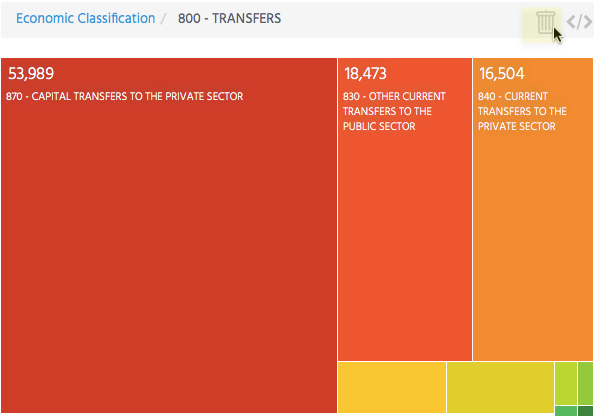 Economic Classification / 800 - TRANSFERS
</>
53,989
870 - CAPITAL TRANSFERS TO THE PRIVATE SECTOR
18,473
830 - OTHER CURRENT
TRANSFERS TO THE
PUBLIC SECTOR
16,504
840 - CURRENT
TRANSFERS TO THE
PRIVATE SECTOR